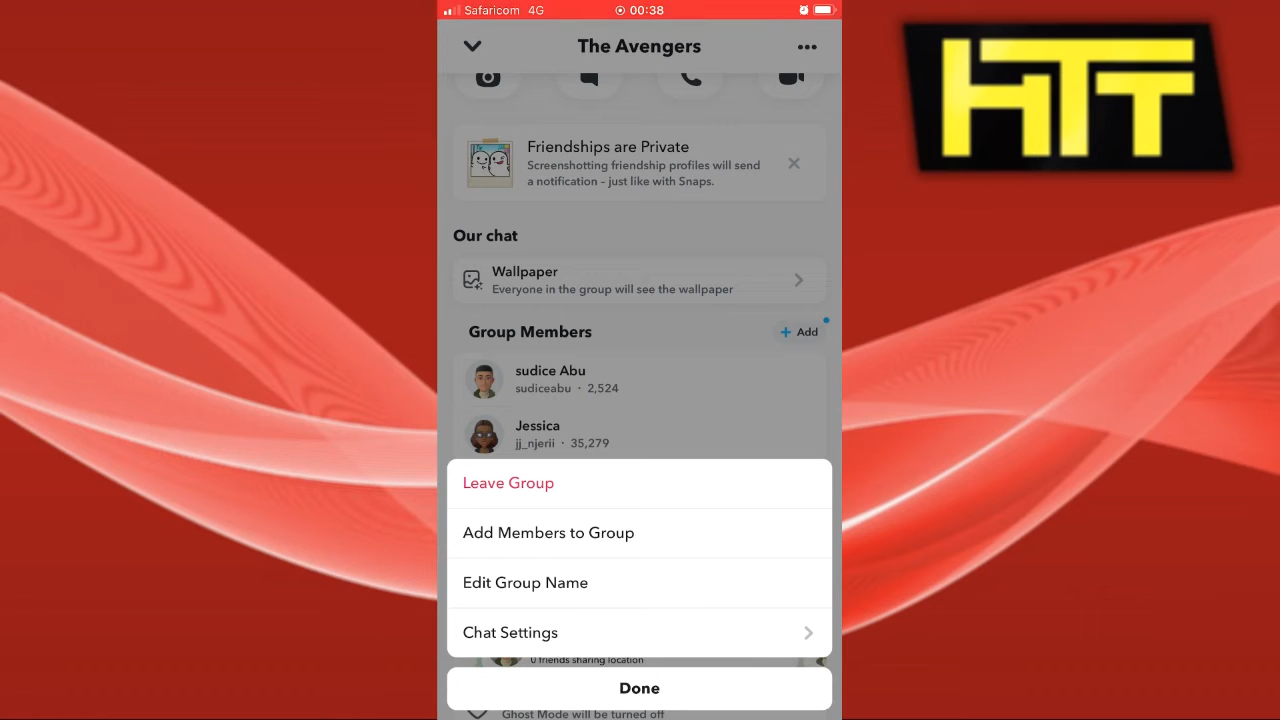 Safaricom 4G 00:38
HTT
The Avengers
Friendships are Private
Screenshotting friendship profiles will send
a notification – just like with Snaps.
Our chat
Wallpaper
Everyone in the group will see the wallpaper
Group Members
+ Add
sudice Abu
sudiceabu · 2,524
Jessica
jj_njerii · 35,279
Leave Group
Add Members to Group
Edit Group Name
Chat Settings
0 friends sharing location
Done
Ghost Mode will be turned off